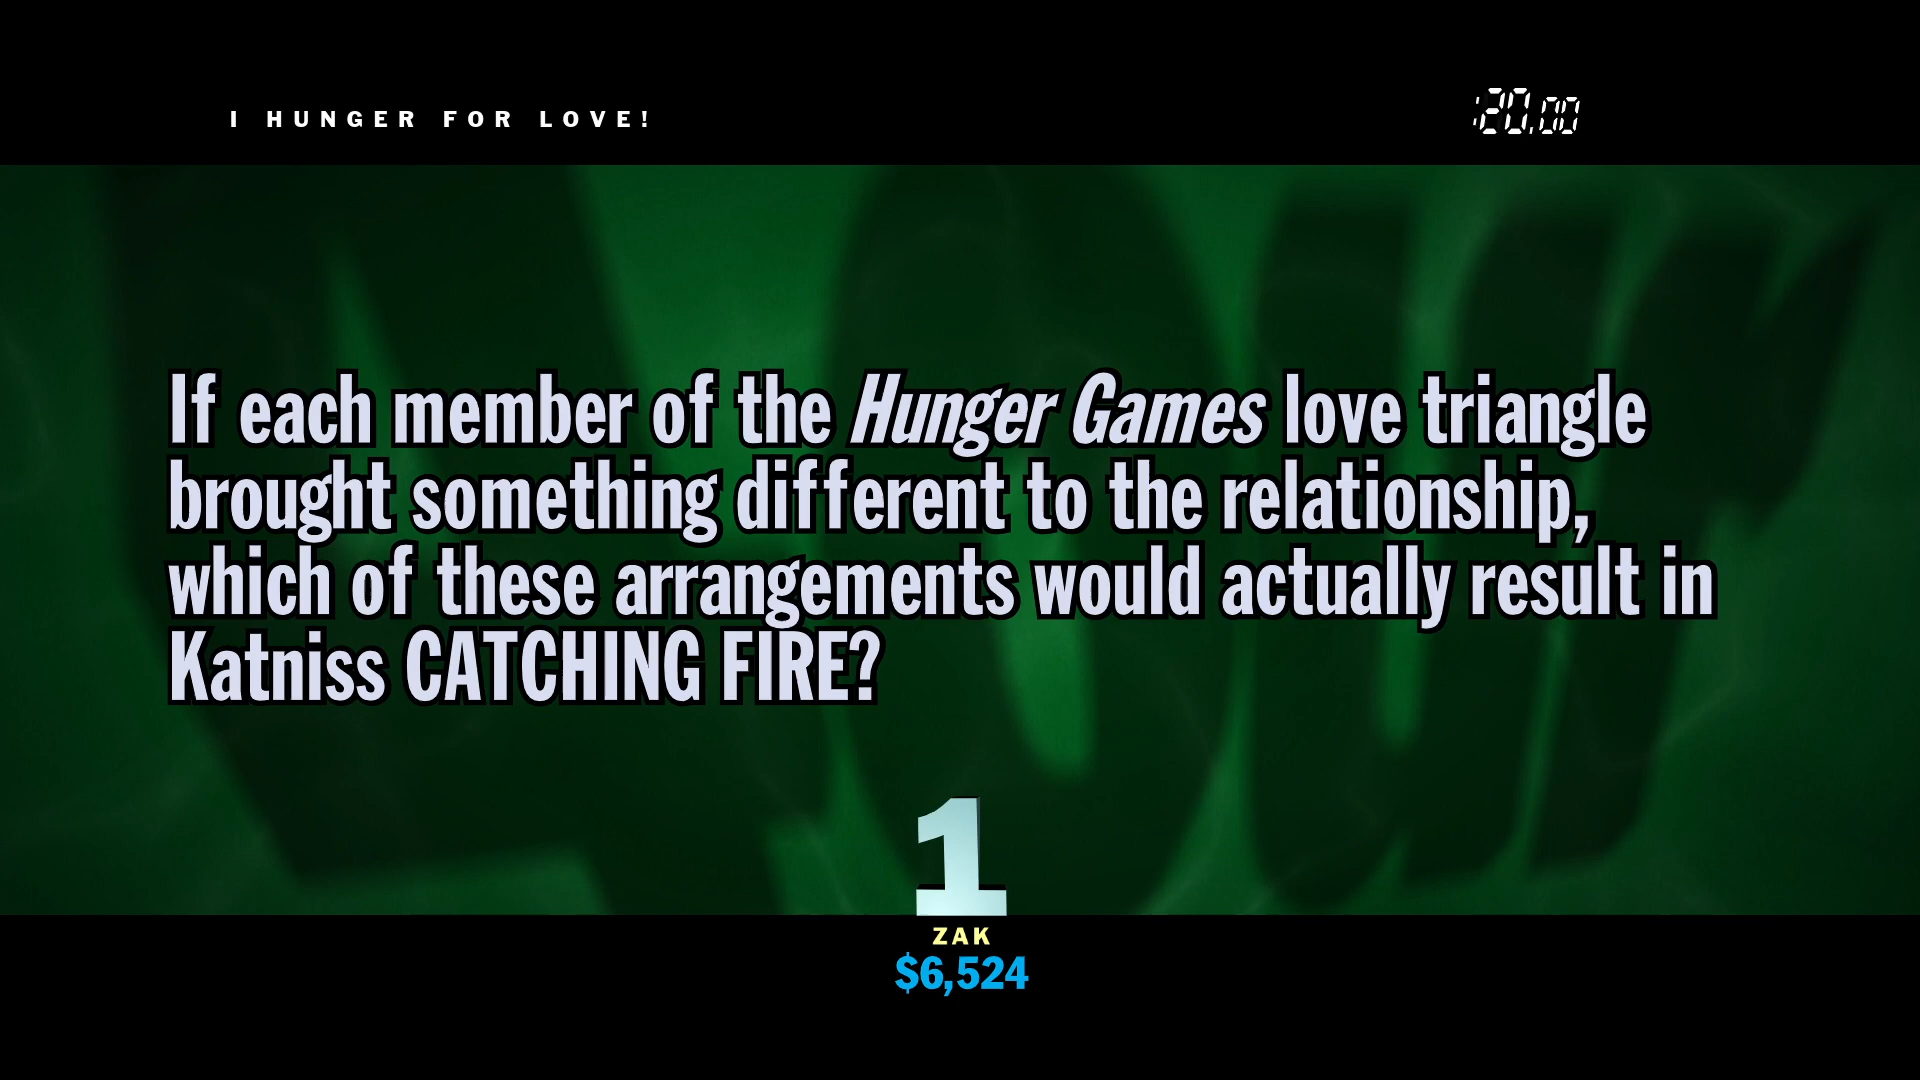 I HUNGER FOR LOVE!
:20.00
If each member of the Hunger Games love triangle
brought something different to the relationship,
which of these arrangements would actually result in
Katniss CATCHING FIRE?
1
ZAK
$6,524